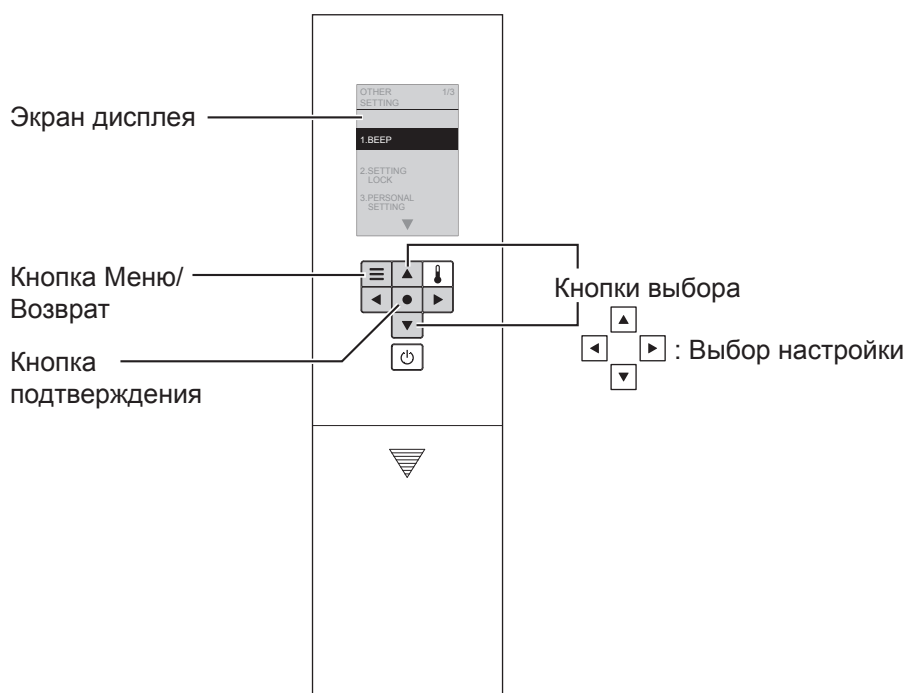 OTHER 1/3
SETTING
1.BEEP
2.SETTING
LOCK
3.PERSONAL
SETTING
Экран дисплея
Кнопка Меню/
Возврат
Кнопка
подтверждения
Кнопки выбора
: Выбор настройки